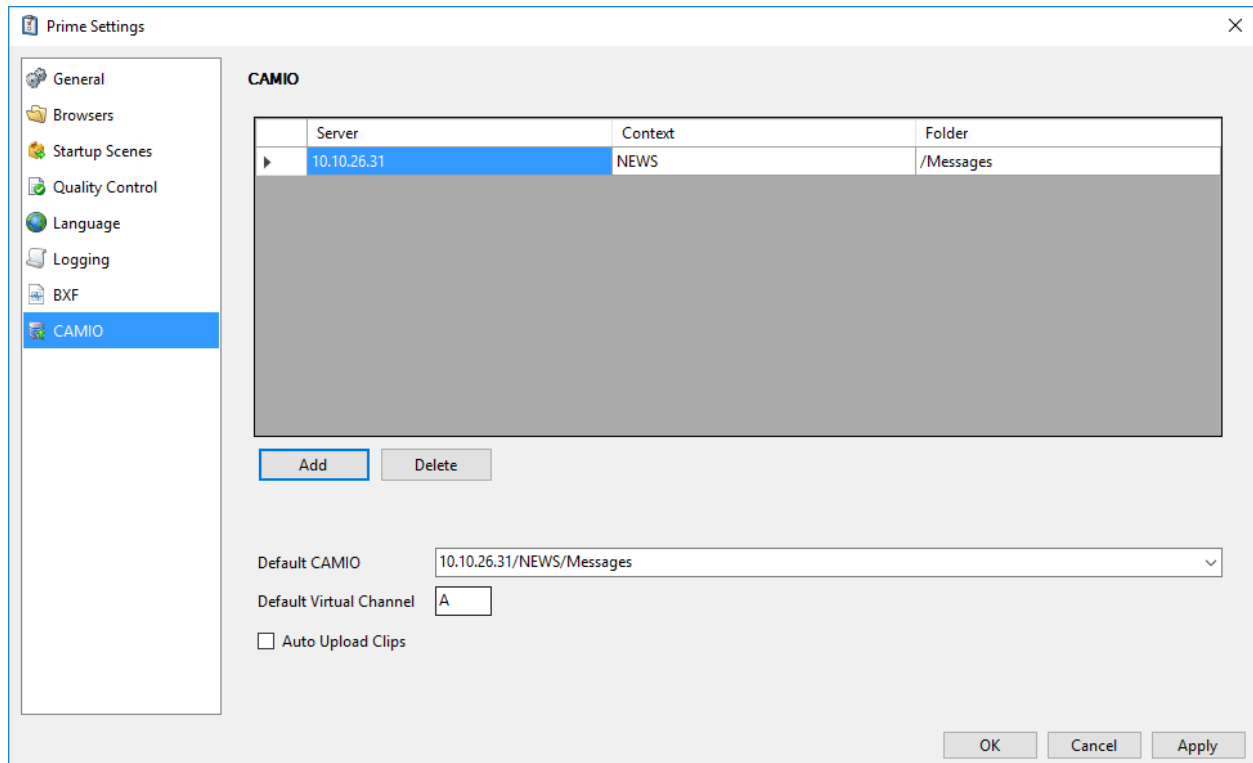 Prime Settings
General
Browsers
Startup Scenes
Quality Control
Language
Logging
BXF
CAMIO
CAMIO
Server Context Folder
10.10.26.31 NEWS /Messages
Add Delete
Default CAMIO 10.10.26.31/NEWS/Messages
Default Virtual Channel A
Auto Upload Clips
OK Cancel Apply